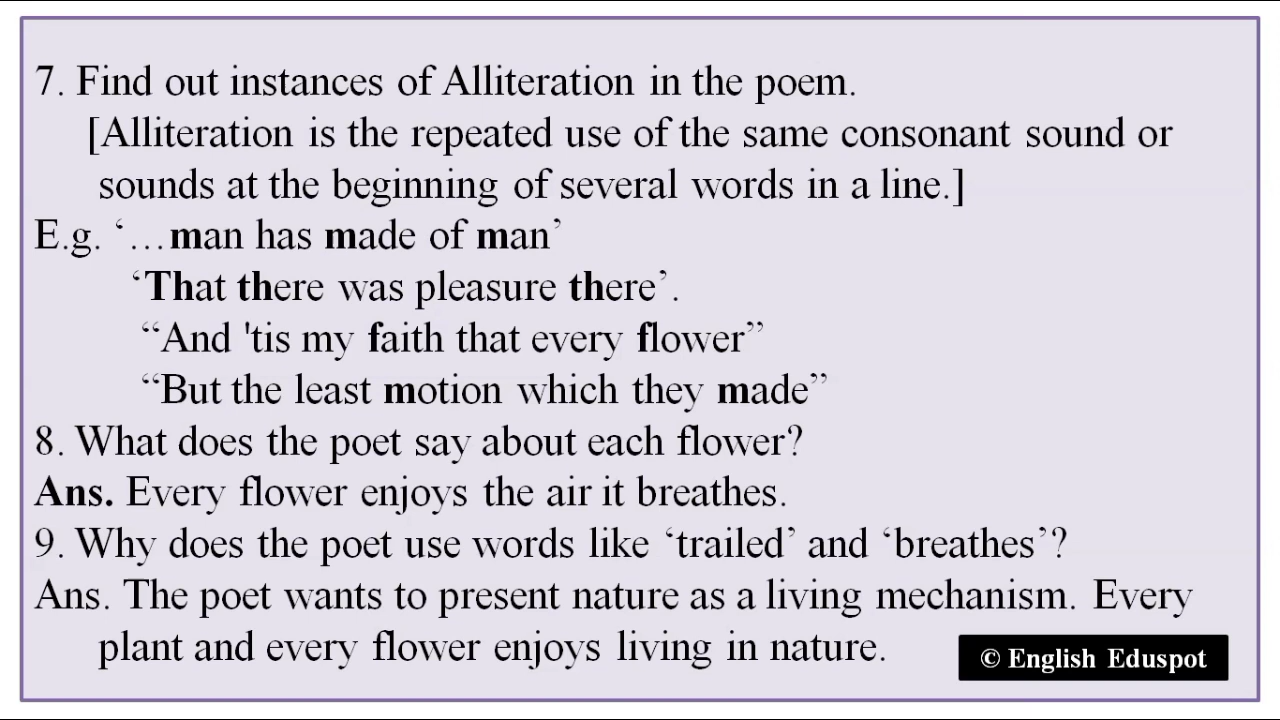 7. Find out instances of Alliteration in the poem.
[Alliteration is the repeated use of the same consonant sound or
sounds at the beginning of several words in a line.]
E.g. ‘…man has made of man’
‘That there was pleasure there’.
“And 'tis my faith that every flower”
“But the least motion which they made”
8. What does the poet say about each flower?
Ans. Every flower enjoys the air it breathes.
9. Why does the poet use words like ‘trailed’ and ‘breathes’?
Ans. The poet wants to present nature as a living mechanism. Every
plant and every flower enjoys living in nature.
© English Eduspot